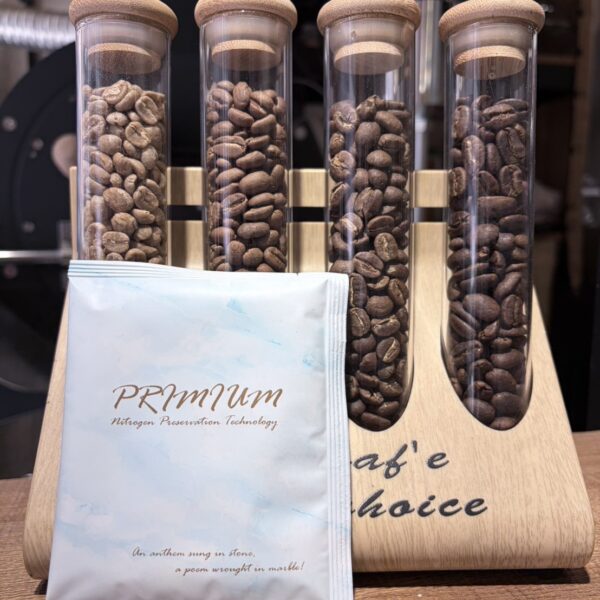 PRIMIUM
Nitrogen Preservation Technology
An anthem sung in stone,
a poem wrought in marble!
af'e
hoice